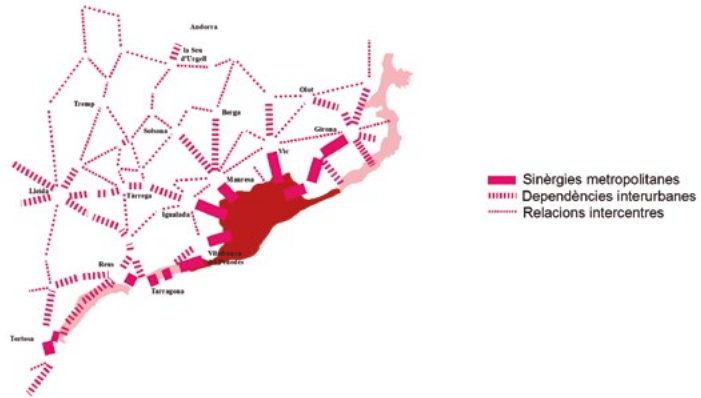 Andorra
la Seu
d'Urgell
Olot
Tremp
Berga
Solsona
Girona
Vic
Manresa
Lleida
Tàrrega
Igualada
Vilafranca
Reus
Tarragona
Tortosa
Sinèrgies metropolitanes
Dependències interurbanes
Relacions intercentres